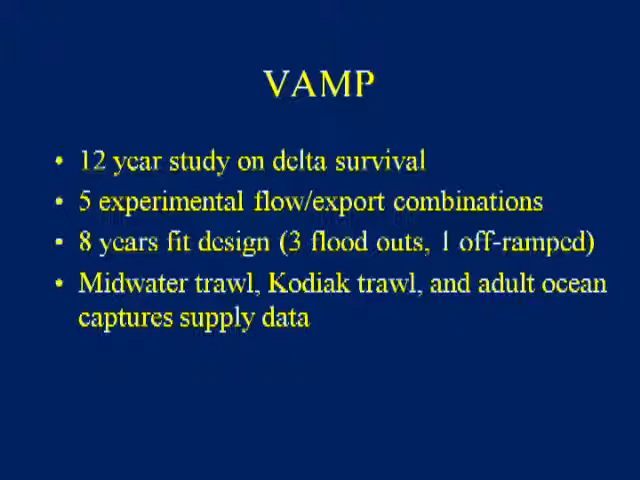 VAMP
• 12 year study on delta survival
• 5 experimental flow/export combinations
• 8 years fit design (3 flood outs, 1 off-ramped)
• Midwater trawl, Kodiak trawl, and adult ocean
captures supply data